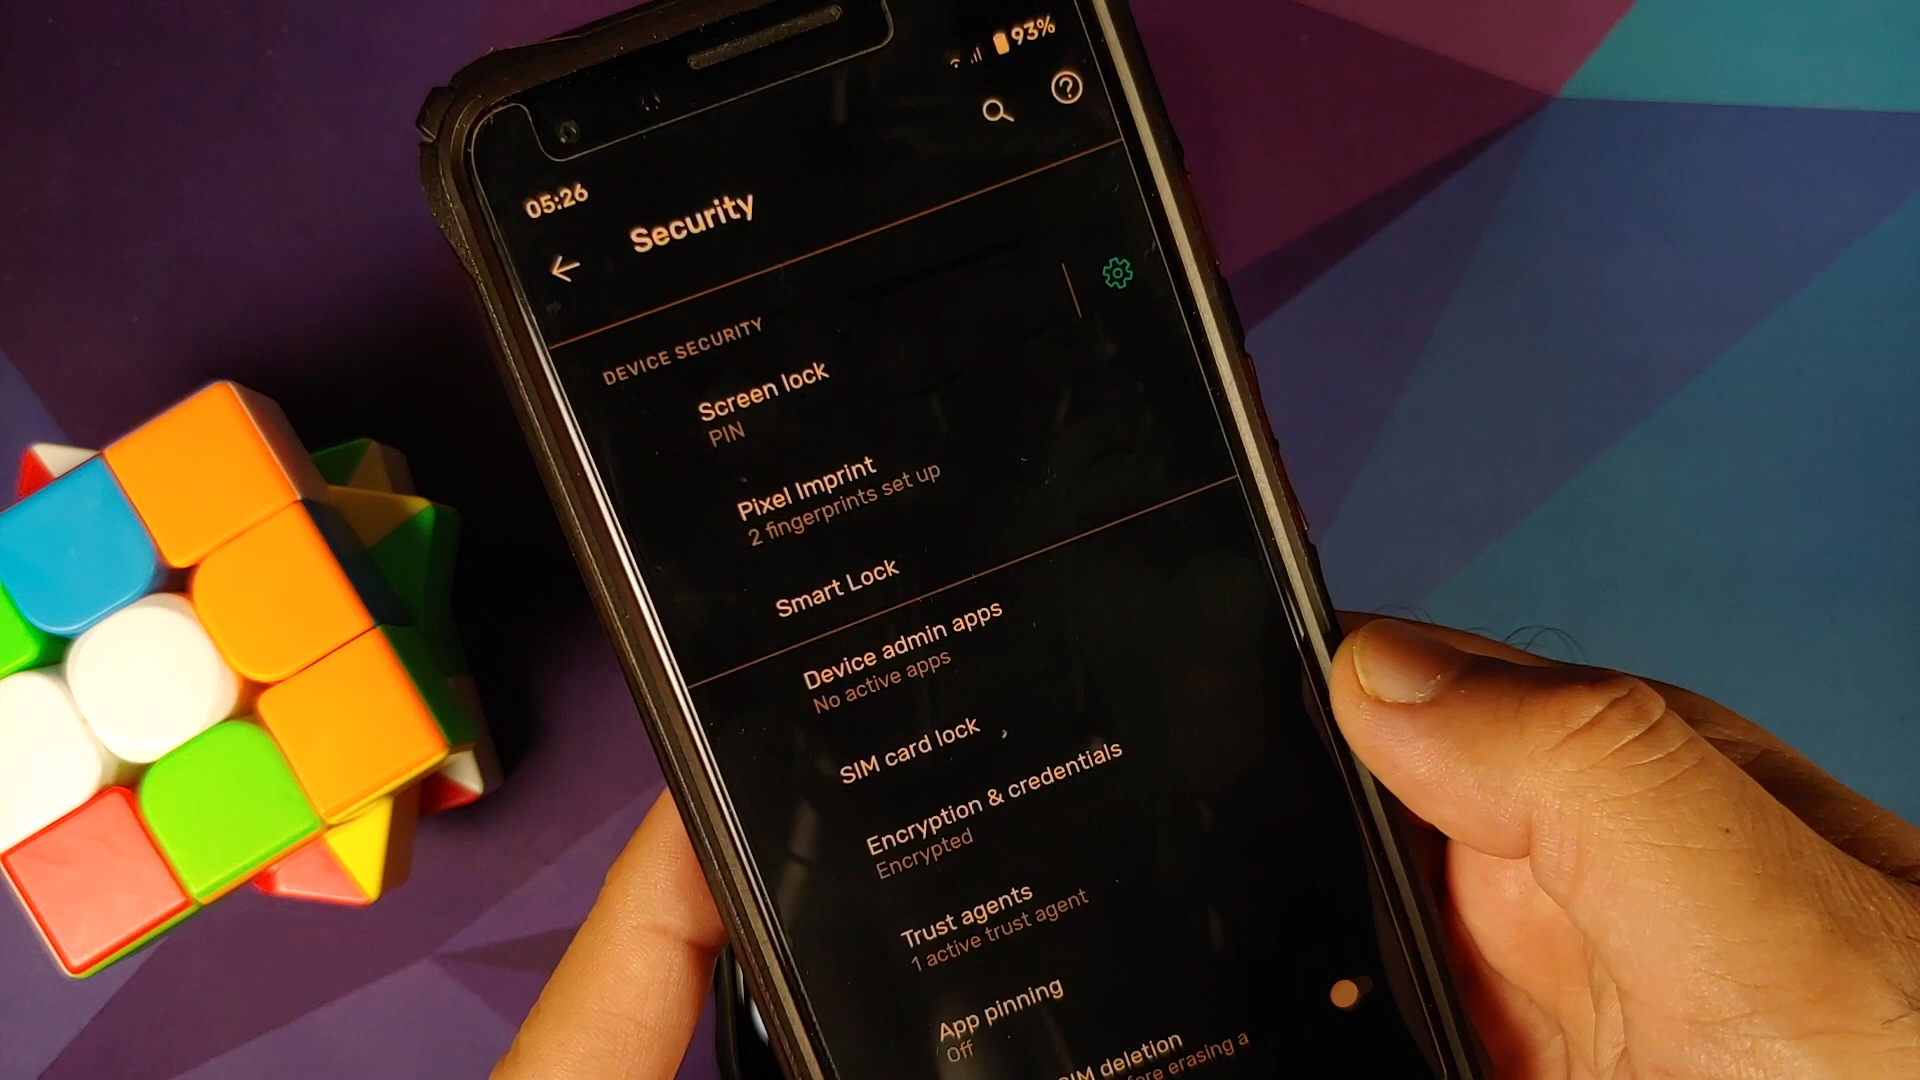 93%
05:26
Security
DEVICE SECURITY
Screen lock
PIN
Pixel Imprint
2 fingerprints set up
Smart Lock
Device admin apps
No active apps
SIM card lock
Encryption & credentials
Encrypted
Trust agents
1 active trust agent
App pinning
Off
SIM deletion
erasing a